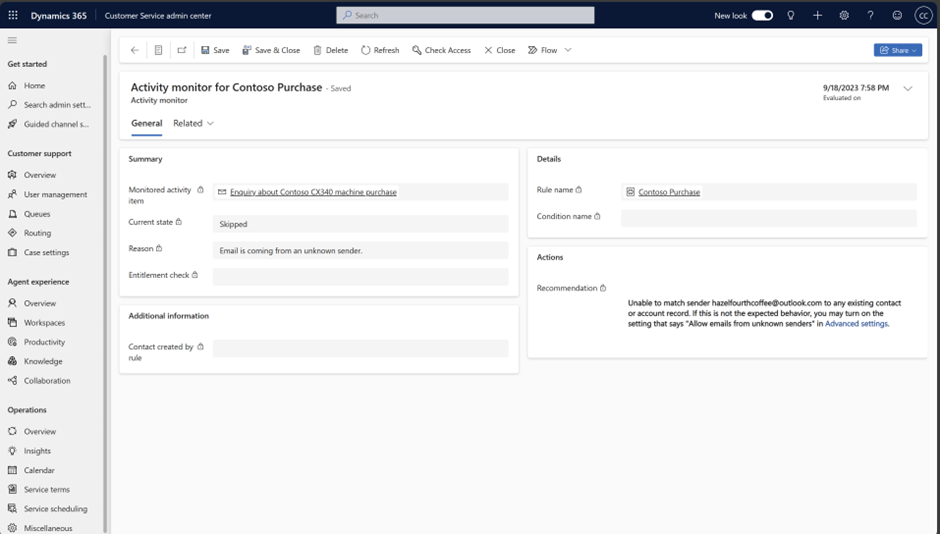 Dynamics 365
Customer Service admin center
Search
New look
CC
Save
Save & Close
Delete
Refresh
Check Access
Close
Flow
Share
Get started
Home
Search admin sett...
Guided channel s...
Customer support
Overview
User management
Queues
Routing
Case settings
Agent experience
Overview
Workspaces
Productivity
Knowledge
Collaboration
Operations
Overview
Insights
Calendar
Service terms
Service scheduling
Miscellaneous
Activity monitor for Contoso Purchase - Saved
Activity monitor
9/18/2023 7:58 PM
Evaluated on
General
Related
Summary
Monitored activity
item
Enquiry about Contoso CX340 machine purchase
Current state
Skipped
Reason
Email is coming from an unknown sender.
Entitlement check
Additional information
Contact created by
rule
Details
Rule name
Contoso Purchase
Condition name
Actions
Recommendation
Unable to match sender hazelfourthcoffee@outlook.com to any existing contact
or account record. If this is not the expected behavior, you may turn on the
setting that says "Allow emails from unknown senders" in Advanced settings.